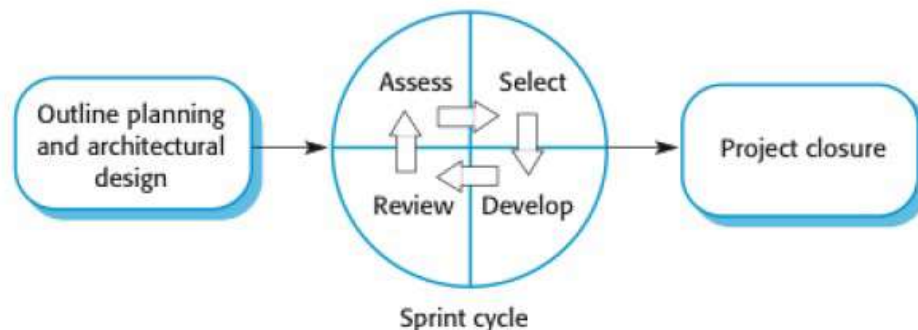 Outline planning
and architectural
design
Assess
Select
Review
Develop
Project closure
Sprint cycle